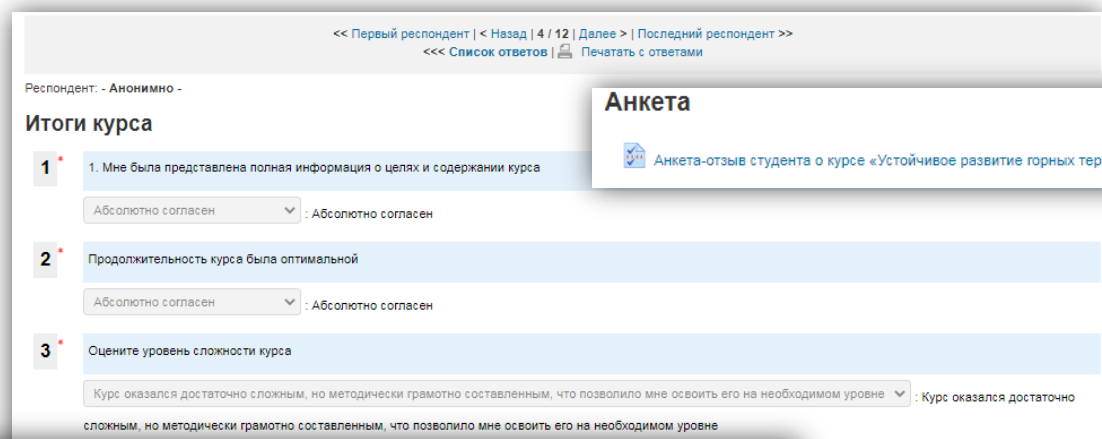 << Первый респондент | < Назад | 4 / 12 | Далее > | Последний респондент >>
<<< Список ответов | Печатать с ответами
Респондент: - Анонимно -
Анкета
Анкета-отзыв студента о курсе «Устойчивое развитие горных тер
Итоги курса
1 *
1. Мне была представлена полная информация о целях и содержании курса
Абсолютно согласен : Абсолютно согласен
2 *
Продолжительность курса была оптимальной
Абсолютно согласен : Абсолютно согласен
3 *
Оцените уровень сложности курса
Курс оказался достаточно сложным, но методически грамотно составленным, что позволило мне освоить его на необходимом уровне : Курс оказался достаточно
сложным, но методически грамотно составленным, что позволило мне освоить его на необходимом уровне